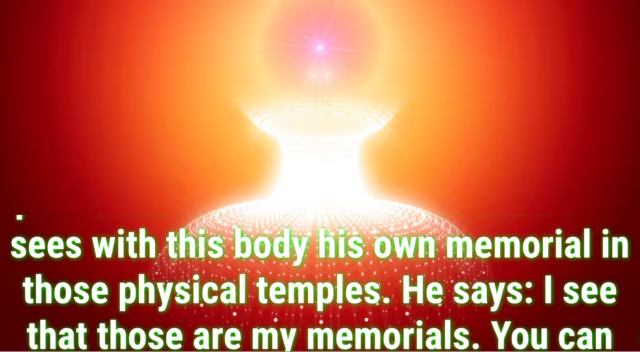 .
sees with this body his own memorial in
those physical temples. He says: I see
that those are my memorials. You can